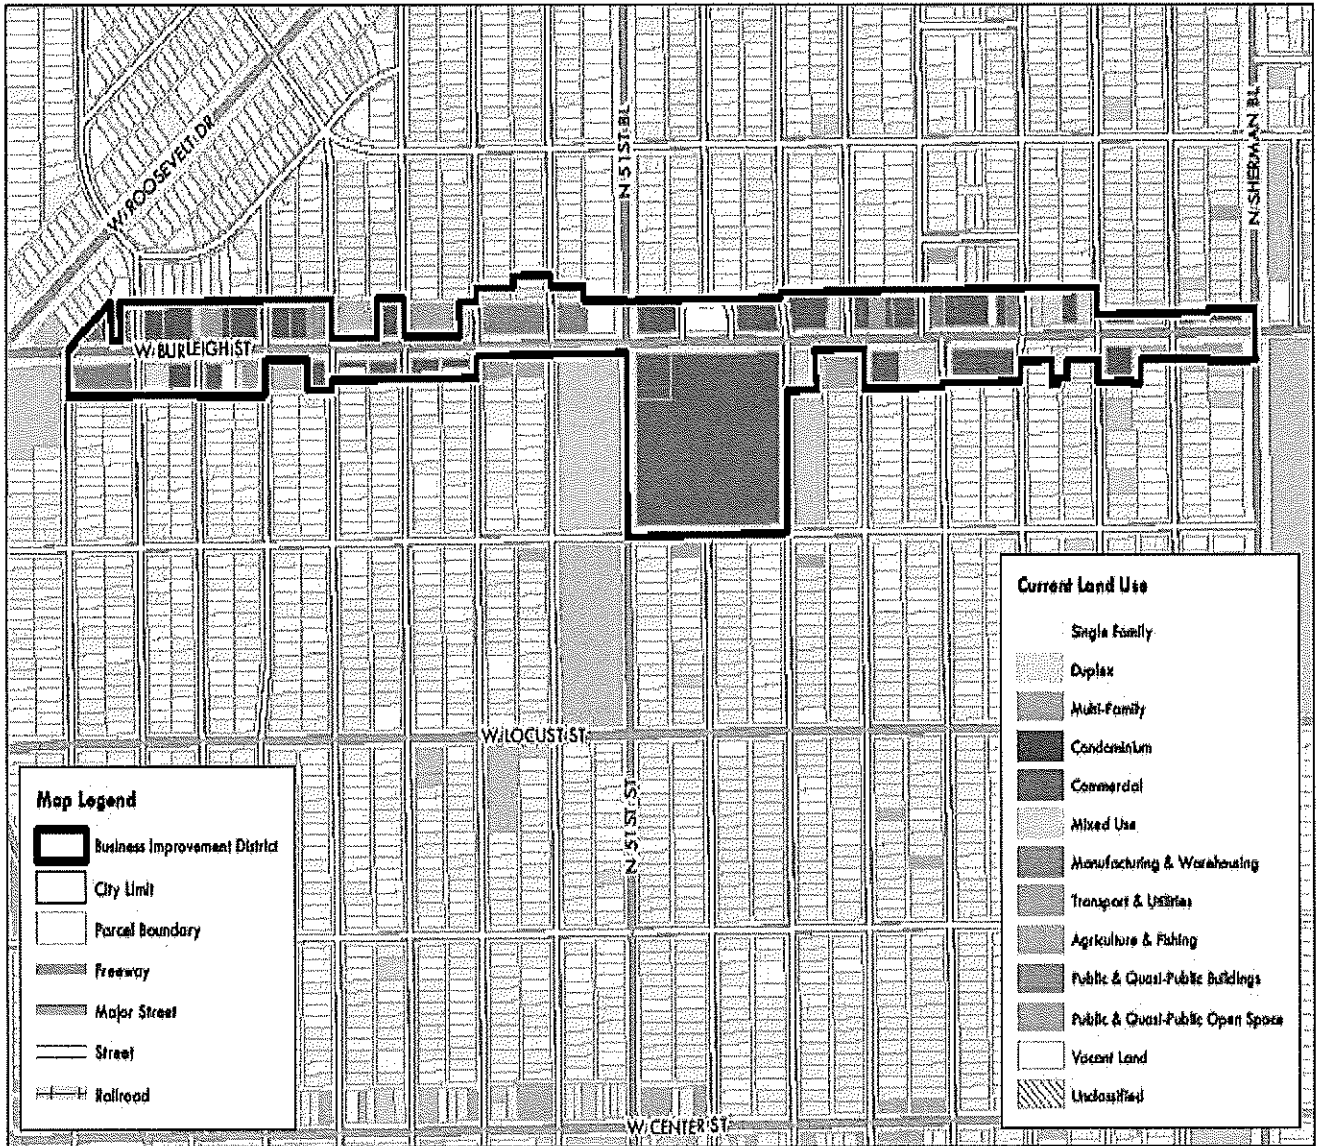 W. ROOSEVELT DR
N 51ST BL
N SHERMAN BL
W. BURLEIGH ST
W. LOCUST ST
N 51ST ST
W. CENTER ST
Map Legend
Business Improvement District
City Limit
Parcel Boundary
Freeway
Major Street
Street
Railroad
Current Land Use
Single Family
Duplex
Multi-Family
Condominium
Commercial
Mixed Use
Manufacturing & Warehousing
Transport & Utilities
Agriculture & Fishing
Public & Quasi-Public Buildings
Public & Quasi-Public Open Space
Vacant Land
Unclassified